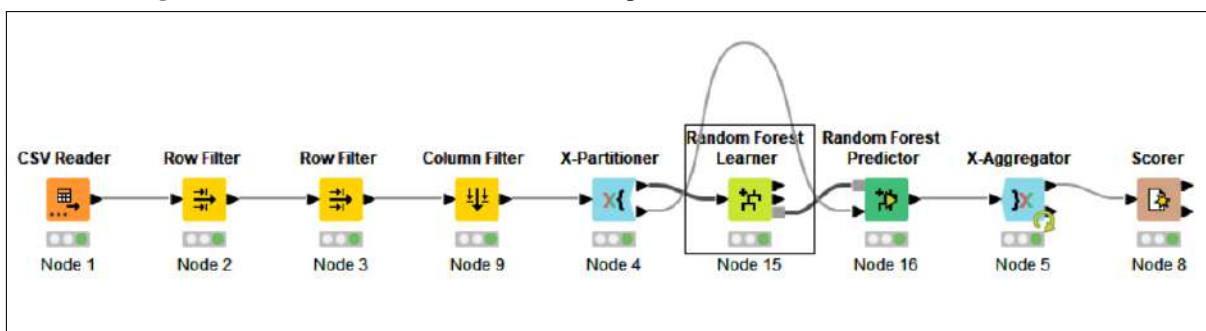 Random Forest Random Forest
CSV Reader Row Filter Row Filter Column Filter X-Partitioner Learner Predictor X-Aggregator Scorer
Node 1 Node 2 Node 3 Node 9 Node 4 Node 15 Node 16 Node 5 Node 8